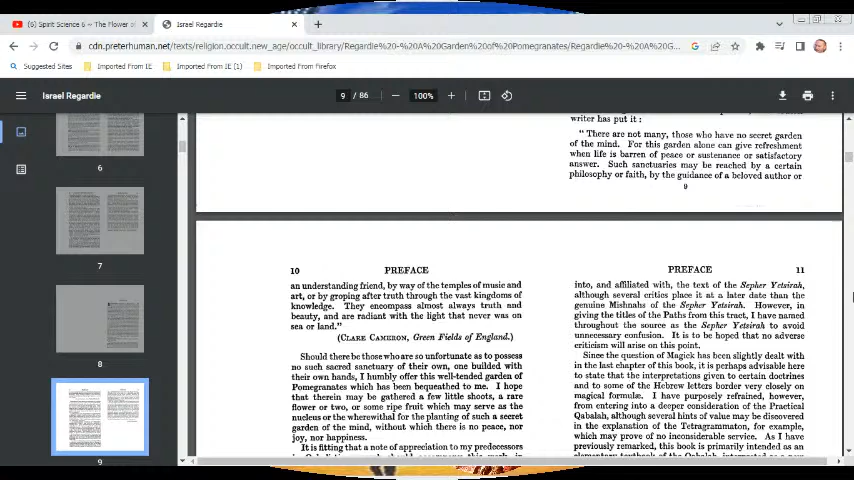 (6) Spirit Science 6 ~ The Flower of
Israel Regardie
cdn.preterhuman.net/texts/religion.occult.new_age/occult_library/Regardie%20-%20A%20Garden%20of%20Pomegranates/Regardie%20-%20A%20G...
Suggested Sites
Imported From IE
Imported From IE (1)
Imported From Firefox
Israel Regardie
9 / 86
100%
6
7
8
9
writer has put it :
" There are not many, those who have no secret garden
of the mind. For this garden alone can give refreshment
when life is barren of peace or sustenance or satisfactory
answer. Such sanctuaries may be reached by a certain
philosophy or faith, by the guidance of a beloved author or
9
10 PREFACE
an understanding friend, by way of the temples of music and
art, or by groping after truth through the vast kingdoms of
knowledge. They encompass almost always truth and
beauty, and are radiant with the light that never was on
sea or land."
(CLARE CAMERON, Green Fields of England.)
Should there be those who are so unfortunate as to possess
no such sacred sanctuary of their own, one builded with
their own hands, I humbly offer this well-tended garden of
Pomegranates which has been bequeathed to me. I hope
that therein may be gathered a few little shoots, a rare
flower or two, or some ripe fruit which may serve as the
nucleus or the wherewithal for the planting of such a secret
garden of the mind, without which there is no peace, nor
joy, nor happiness.
It is fitting that a note of appreciation to my predecessors
PREFACE 11
into, and affiliated with, the text of the Sepher Yetsirah,
although several critics place it at a later date than the
genuine Mishnahs of the Sepher Yetsirah. However, in
giving the titles of the Paths from this tract, I have named
throughout the source as the Sepher Yetsirah to avoid
unnecessary confusion. It is to be hoped that no adverse
criticism will arise on this point.
Since the question of Magick has been slightly dealt with
in the last chapter of this book, it is perhaps advisable here
to state that the interpretations given to certain doctrines
and to some of the Hebrew letters border very closely on
magical formulæ. I have purposely refrained, however,
from entering into a deeper consideration of the Practical
Qabalah, although several hints of value may be discovered
in the explanation of the Tetragrammaton, for example,
which may prove of no inconsiderable service. As I have
previously remarked, this book is primarily intended as an